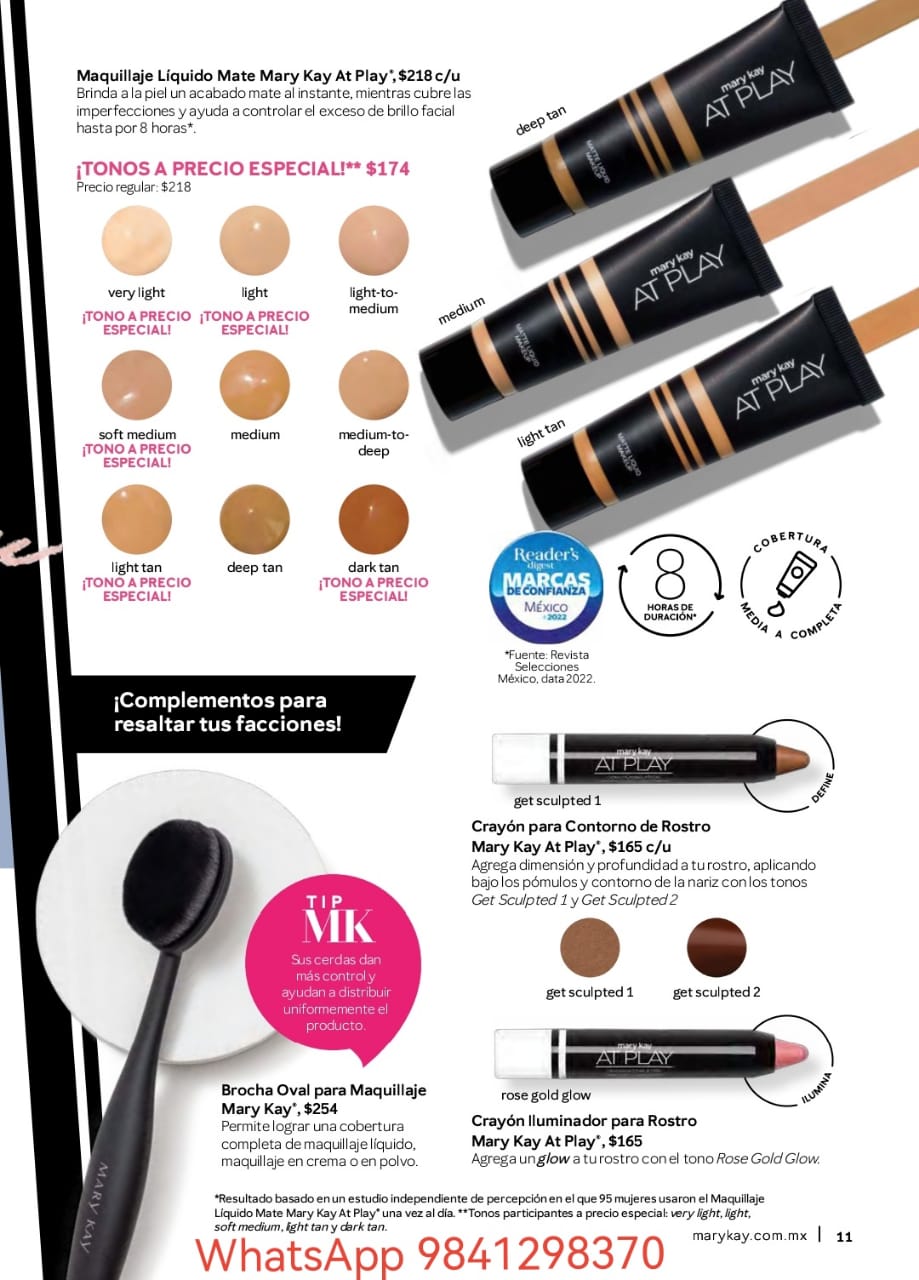 Maquillaje Líquido Mate Mary Kay At Play*, $218 c/u
Brinda a la piel un acabado mate al instante, mientras cubre las
imperfecciones y ayuda a controlar el exceso de brillo facial
hasta por 8 horas*.
¡TONOS A PRECIO ESPECIAL!** $174
Precio regular: $218
very light
¡TONO A PRECIO
ESPECIAL!
light
¡TONO A PRECIO
ESPECIAL!
light-to-
medium
soft medium
¡TONO A PRECIO
ESPECIAL!
medium
medium-to-
deep
light tan
¡TONO A PRECIO
ESPECIAL!
deep tan
dark tan
¡TONO A PRECIO
ESPECIAL!
deep tan
MATTE LIQUID
MAKEUP
mary kay
AT PLAY
medium
MATTE LIQUID
MAKEUP
mary kay
AT PLAY
light tan
MATTE LIQUID
MAKEUP
mary kay
AT PLAY
Reader's
digest
MARCAS
DE CONFIANZA
MÉXICO
2022
*Fuente: Revista
Selecciones
México, data 2022.
8
HORAS DE
DURACIÓN*
COBERTURA
MEDIA A COMPLETA
¡Complementos para
resaltar tus facciones!
mary kay
AT PLAY
DEFINE
get sculpted 1
Crayón para Contorno de Rostro
Mary Kay At Play*, $165 c/u
Agrega dimensión y profundidad a tu rostro, aplicando
bajo los pómulos y contorno de la nariz con los tonos
Get Sculpted 1 y Get Sculpted 2
get sculpted 1
get sculpted 2
mary kay
AT PLAY
ILUMINA
rose gold glow
Crayón Iluminador para Rostro
Mary Kay At Play*, $165
Agrega un glow a tu rostro con el tono Rose Gold Glow.
TIP
MK
Sus cerdas dan
más control y
ayudan a distribuir
uniformemente el
producto.
MARY KAY
Brocha Oval para Maquillaje
Mary Kay*, $254
Permite lograr una cobertura
completa de maquillaje líquido,
maquillaje en crema o en polvo.
*Resultado basado en un estudio independiente de percepción en el que 95 mujeres usaron el Maquillaje
Líquido Mate Mary Kay At Play* una vez al día. **Tonos participantes a precio especial: very light, light,
soft medium, light tan y dark tan.
marykay.com.mx | 11
WhatsApp 9841298370